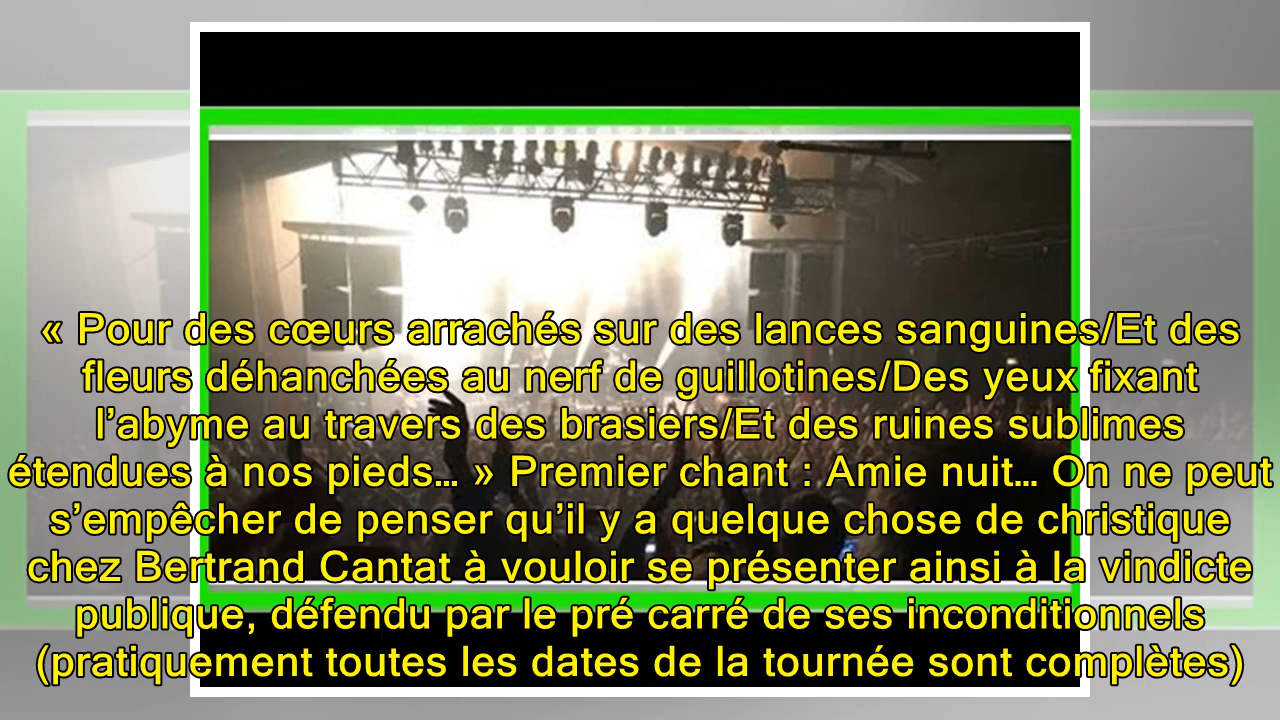 « Pour des cœurs arrachés sur des lances sanguines/Et des
fleurs déhanchées au nerf de guillotines/Des yeux fixant
l’abyme au travers des brasiers/Et des ruines sublimes
étendues à nos pieds… » Premier chant : Amie nuit… On ne peut
s’empêcher de penser qu’il y a quelque chose de christique
chez Bertrand Cantat à vouloir se présenter ainsi à la vindicte
publique, défendu par le pré carré de ses inconditionnels
(pratiquement toutes les dates de la tournée sont complètes)